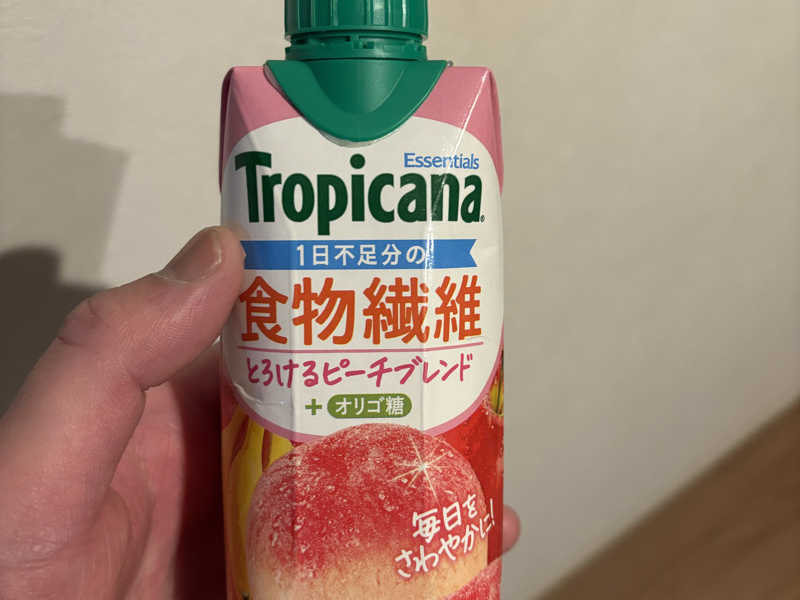 Essentials
Tropicana®
1日不足分の
食物繊維
とろけるピーチブレンド
+ オリゴ糖
毎日を
さわやかに!